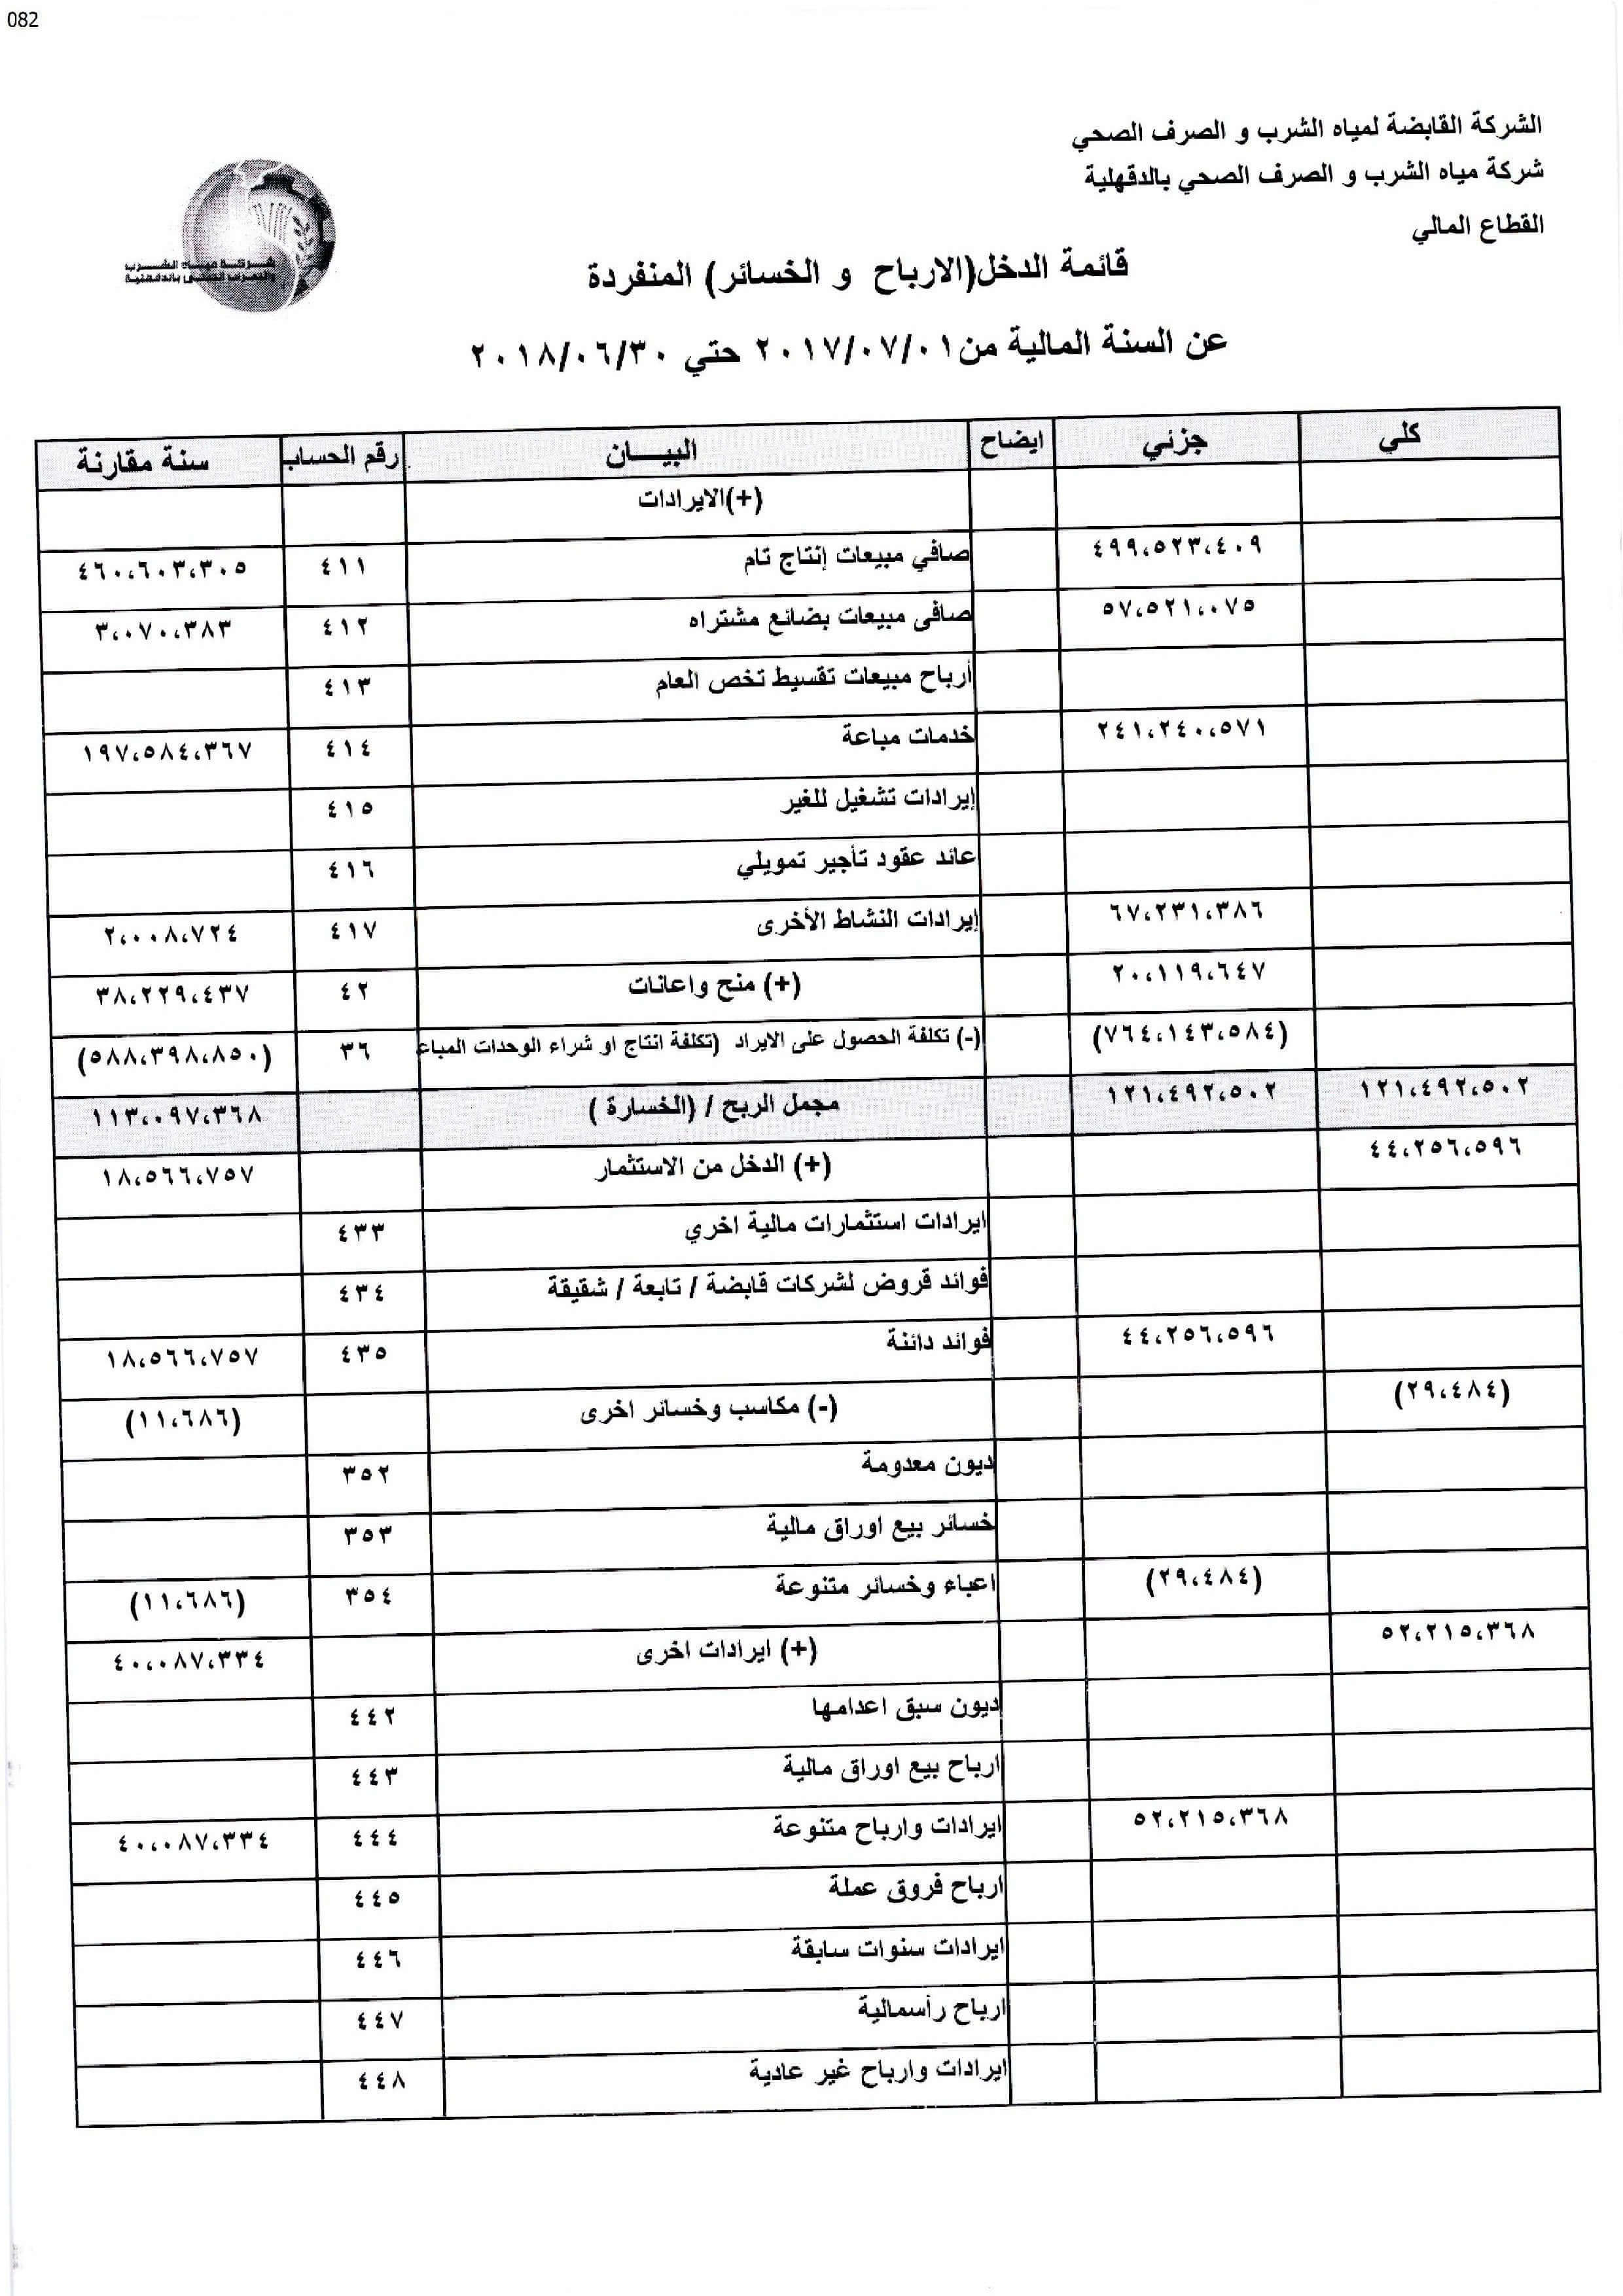 082
الشركة القابضة لمياه الشرب و الصرف الصحي
شركة مياه الشرب و الصرف الصحي بالدقهلية
القطاع المالي
شركة مياه الشرب
والصرف الصحى بالدقهلية
قائمة الدخل(الارباح و الخسائر) المنفردة
عن السنة المالية من ٢٠١٧/٠٧/٠١ حتي ٢٠١٨/٠٦/٣٠
كلي جزئي ايضاح البيــــان رقم الحساب سنة مقارنة
(+)الايرادات
٤٩٩،٥٢٣،٤٠٩ صافي مبيعات إنتاج تام ٤١١ ٤٦٠،٦٠٣،٣٠٥
٥٧،٥٢١،٠٧٥ صافى مبيعات بضائع مشتراه ٤١٢ ٣،٠٧٠،٣٨٣
أرباح مبيعات تقسيط تخص العام ٤١٣
٢٤١،٢٤٠،٥٧١ خدمات مباعة ٤١٤ ١٩٧،٥٨٤،٣٦٧
إيرادات تشغيل للغير ٤١٥
عائد عقود تأجير تمويلي ٤١٦
٦٧،٢٣١،٣٨٦ إيرادات النشاط الأخرى ٤١٧ ٢،٠٠٨،٧٢٤
٢٠،١١٩،٦٤٧ (+) منح واعانات ٤٢ ٣٨،٢٢٩،٤٣٧
(٧٦٤،١٤٣،٥٨٤) (-) تكلفة الحصول على الايراد (تكلفة انتاج او شراء الوحدات المباع ٣٦ (٥٨٨،٣٩٨،٨٥٠)
١٢١،٤٩٢،٥٠٢ ١٢١،٤٩٢،٥٠٢ مجمل الربح / (الخسارة ) ١١٣،٠٩٧،٣٦٨
٤٤،٢٥٦،٥٩٦ (+) الدخل من الاستثمار ١٨،٥٦٦،٧٥٧
ايرادات استثمارات مالية اخري ٤٣٣
فوائد قروض لشركات قابضة / تابعة / شقيقة ٤٣٤
٤٤،٢٥٦،٥٩٦ فوائد دائنة ٤٣٥ ١٨،٥٦٦،٧٥٧
(٢٩،٤٨٤) (-) مكاسب وخسائر اخرى (١١،٦٨٦)
ديون معدومة ٣٥٢
خسائر بيع اوراق مالية ٣٥٣
(٢٩،٤٨٤) اعباء وخسائر متنوعة ٣٥٤ (١١،٦٨٦)
٥٢،٢١٥،٣٦٨ (+) ايرادات اخرى ٤٠،٠٨٧،٣٣٤
ديون سبق اعدامها ٤٤٢
ارباح بيع اوراق مالية ٤٤٣
٥٢،٢١٥،٣٦٨ ايرادات وارباح متنوعة ٤٤٤ ٤٠،٠٨٧،٣٣٤
ارباح فروق عملة ٤٤٥
ايرادات سنوات سابقة ٤٤٦
ارباح رأسمالية ٤٤٧
ايرادات وارباح غير عادية ٤٤٨